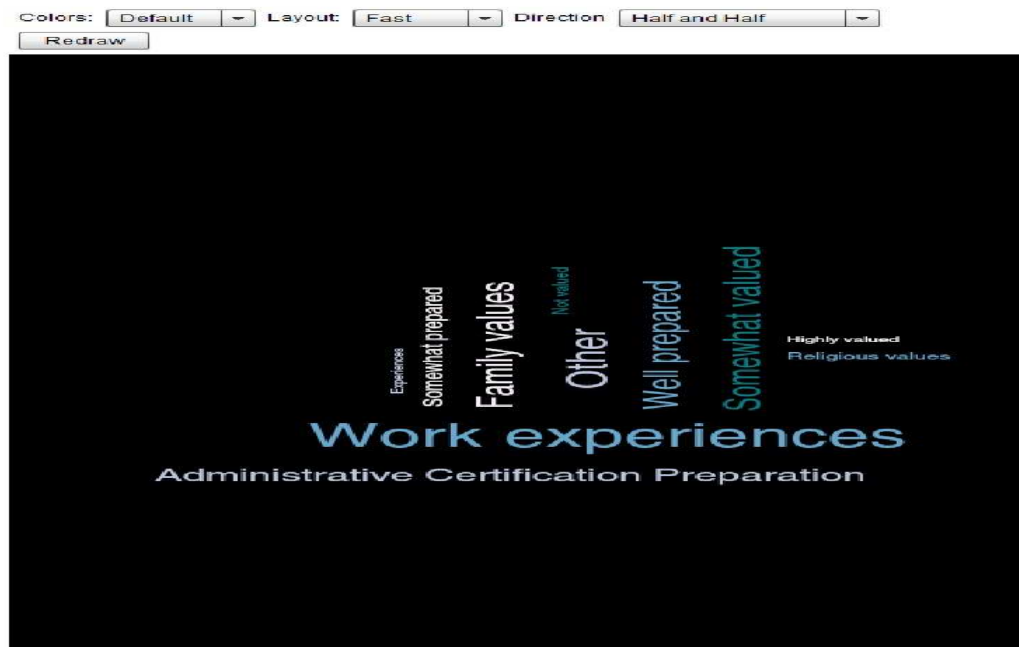 Colors: Default Layout: Fast Direction Half and Half
Redraw
Experiences
Somewhat prepared
Family values
Not valued
Other
Well prepared
Somewhat valued
Highly valued
Religious values
Work experiences
Administrative Certification Preparation